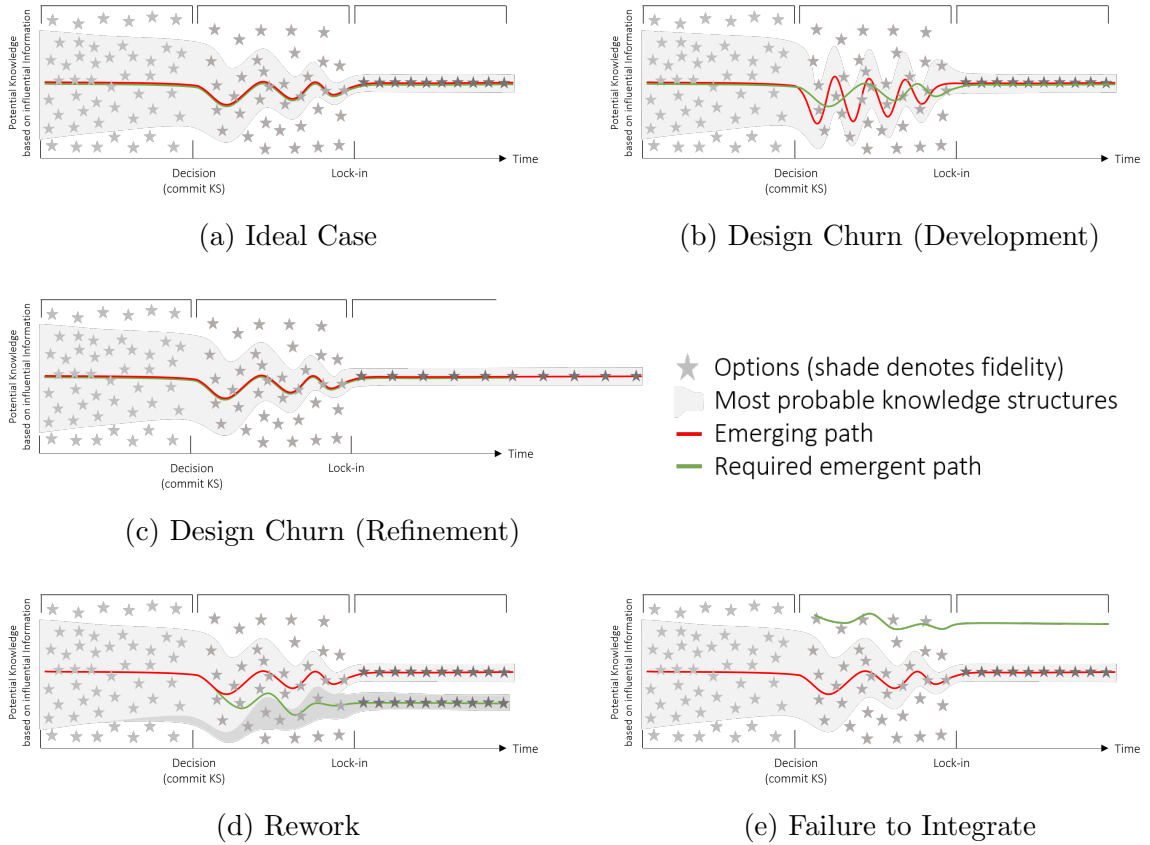 Potential Knowledge
based on influential Information
Decision
(commit KS)
Lock-in
Time
(a) Ideal Case
Potential Knowledge
based on influential Information
Decision
(commit KS)
Lock-in
Time
(b) Design Churn (Development)
Potential Knowledge
based on influential Information
Decision
(commit KS)
Lock-in
Time
(c) Design Churn (Refinement)
Options (shade denotes fidelity)
Most probable knowledge structures
Emerging path
Required emergent path
Potential Knowledge
based on influential Information
Decision
(commit KS)
Lock-in
Time
(d) Rework
Potential Knowledge
based on influential Information
Decision
(commit KS)
Lock-in
Time
(e) Failure to Integrate